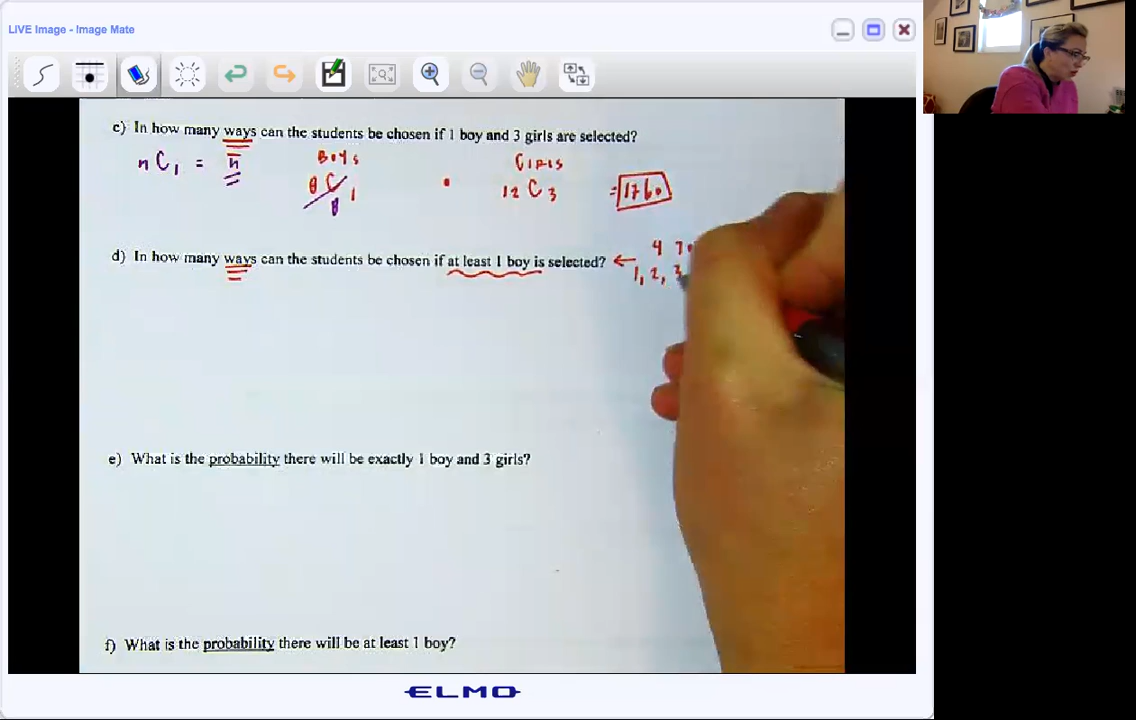 LIVE Image - Image Mate
c) In how many ways can the students be chosen if 1 boy and 3 girls are selected?
Boys
Girls
nC1 = n
8C1
8
·
12C3
= 1760
d) In how many ways can the students be chosen if at least 1 boy is selected? ←
4
1, 2, 3
e) What is the probability there will be exactly 1 boy and 3 girls?
f) What is the probability there will be at least 1 boy?
ELMO